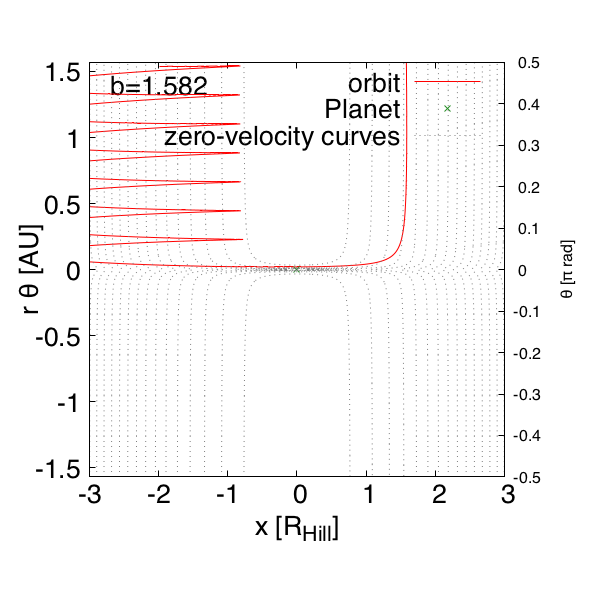 b=1.582
orbit
Planet
zero-velocity curves
1.5
1
0.5
0
-0.5
-1
-1.5
r θ [AU]
-3 -2 -1 0 1 2 3
x [R_Hill]
0.5
0.4
0.3
0.2
0.1
0
-0.1
-0.2
-0.3
-0.4
-0.5
θ [π rad]